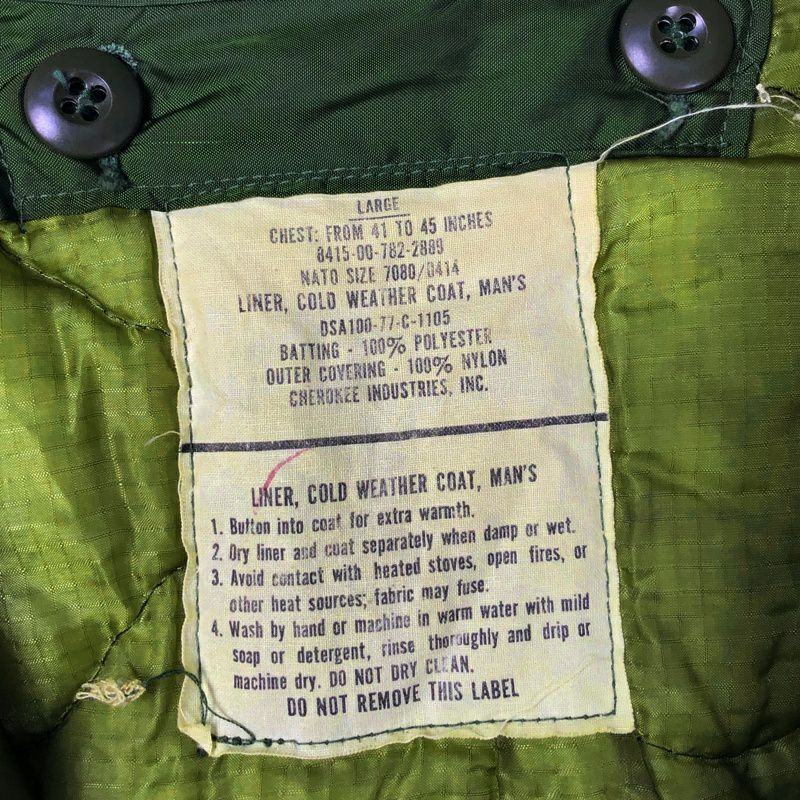 LARGE
CHEST: FROM 41 TO 45 INCHES
8415-00-782-2889
NATO SIZE 7080/0414
LINER, COLD WEATHER COAT, MAN'S
DSA100-77-C-1105
BATTING - 100% POLYESTER
OUTER COVERING - 100% NYLON
CHEROKEE INDUSTRIES, INC.
LINER, COLD WEATHER COAT, MAN'S
1. Button into coat for extra warmth.
2. Dry liner and coat separately when damp or wet.
3. Avoid contact with heated stoves, open fires, or
other heat sources; fabric may fuse.
4. Wash by hand or machine in warm water with mild
soap or detergent, rinse thoroughly and drip or
machine dry. DO NOT DRY CLEAN.
DO NOT REMOVE THIS LABEL